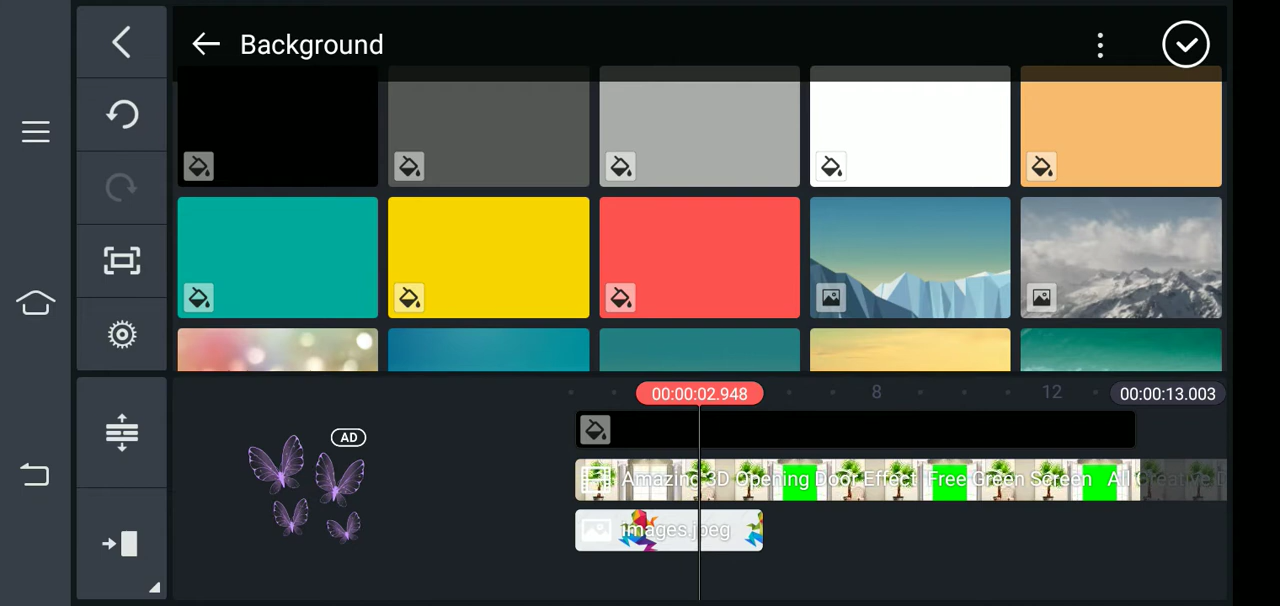 Background
AD
00:00:02.948
8
12
00:00:13.003
Amazing 3D Opening Door Effect Free Green Screen All Creative
images.jpeg